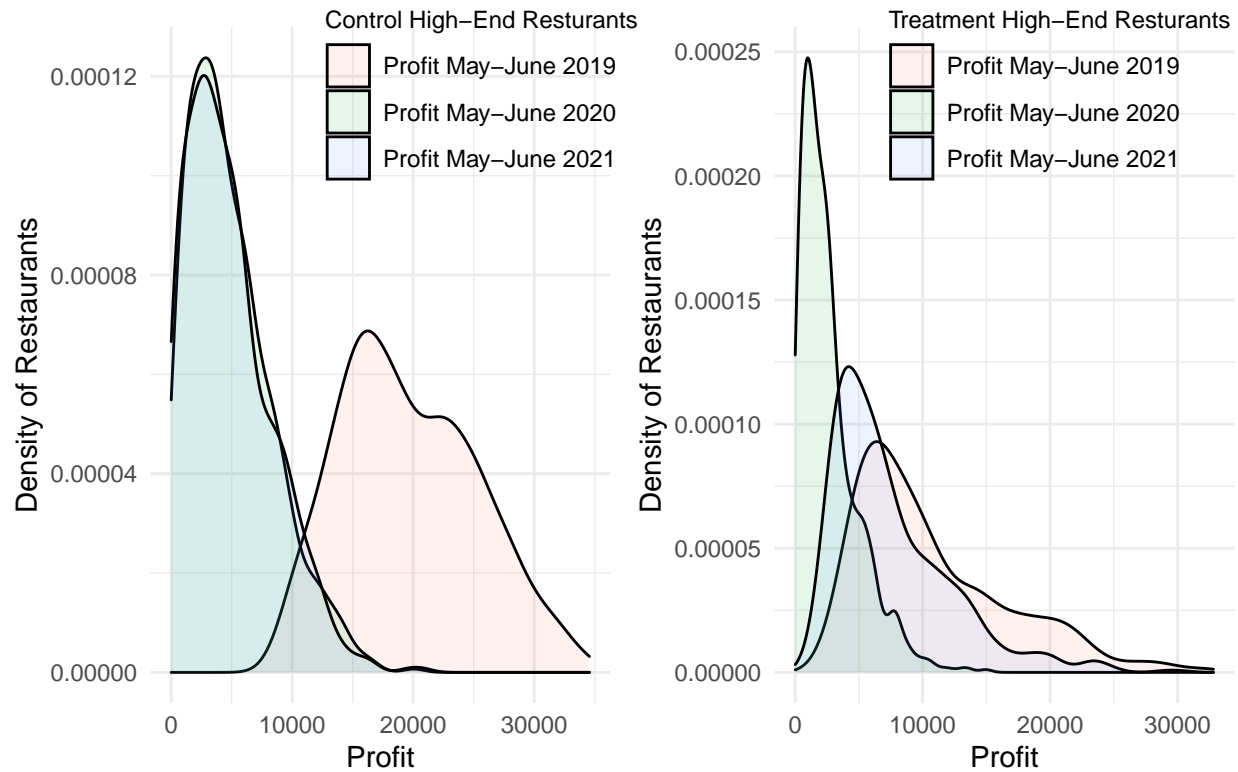 Control High−End Resturants
Profit May−June 2019
Profit May−June 2020
Profit May−June 2021
0.00012
0.00008
0.00004
0.00000
Density of Restaurants
0 10000 20000 30000
Profit
Treatment High−End Resturants
Profit May−June 2019
Profit May−June 2020
Profit May−June 2021
0.00025
0.00020
0.00015
0.00010
0.00005
0.00000
Density of Restaurants
0 10000 20000 30000
Profit